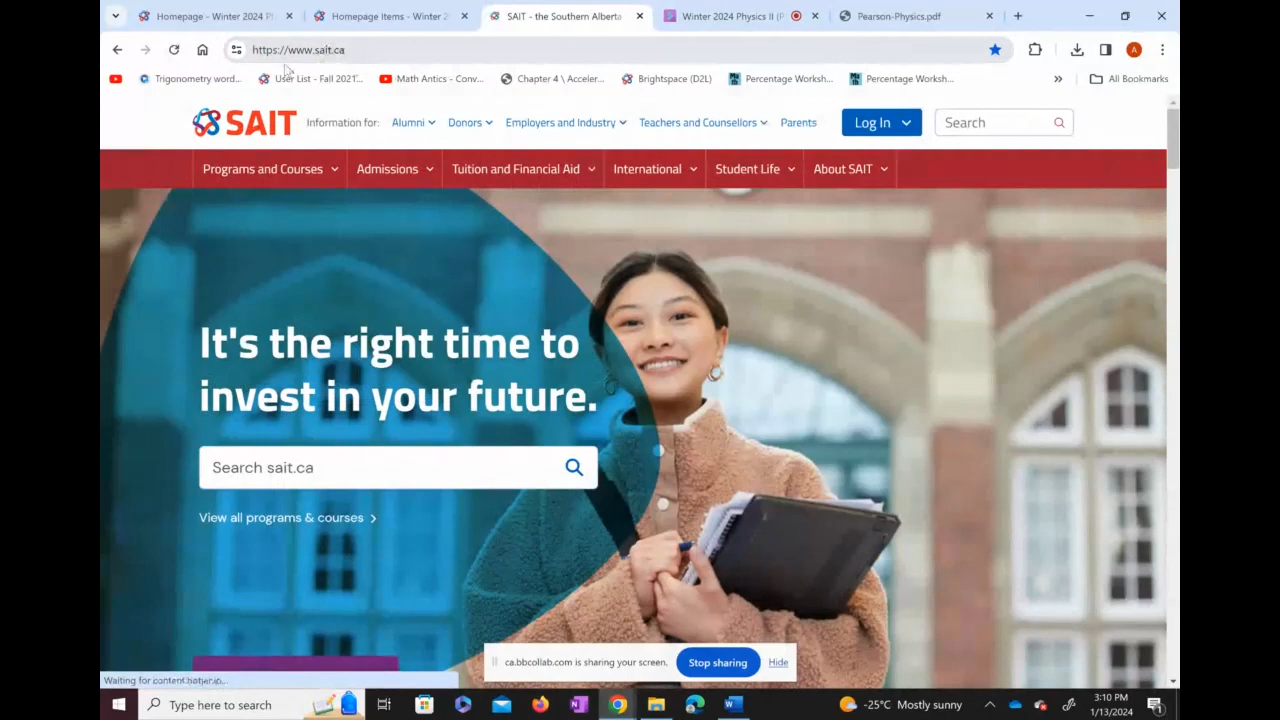 Homepage - Winter 2024 P
Homepage Items - Winter 2
SAIT - the Southern Alberta
Winter 2024 Physics II (P
Pearson-Physics.pdf
https://www.sait.ca
A
Trigonometry word...
User List - Fall 2021'...
Math Antics - Conv...
Chapter 4 \ Acceler...
Brightspace (D2L)
Percentage Worksh...
Percentage Worksh...
»
All Bookmarks
SAIT
Information for:
Alumni
Donors
Employers and Industry
Teachers and Counsellors
Parents
Log In
Search
Programs and Courses
Admissions
Tuition and Financial Aid
International
Student Life
About SAIT
It's the right time to
invest in your future.
Search sait.ca
View all programs & courses
ca.bbcollab.com is sharing your screen.
Stop sharing
Hide
Type here to search
-25°C Mostly sunny
3:10 PM
1/13/2024
1